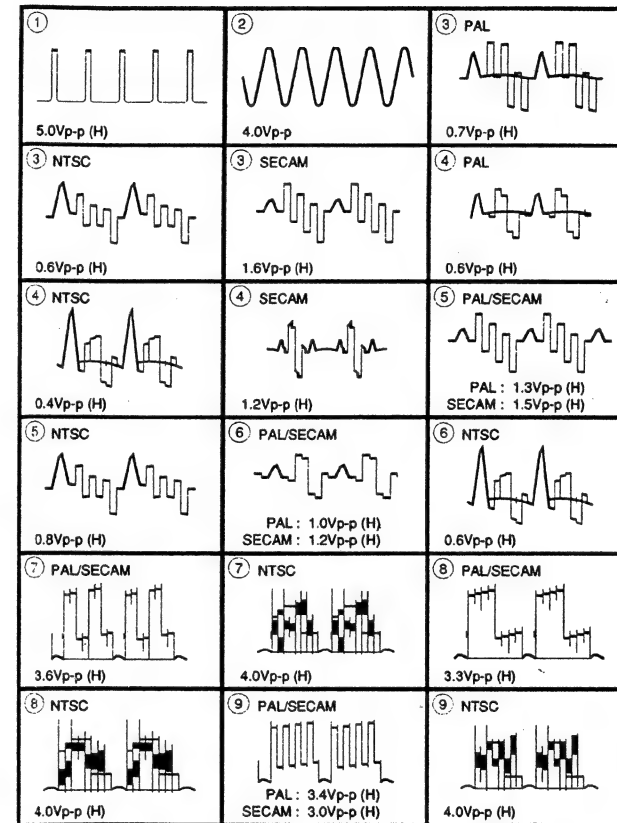 ①
5.0Vp-p (H)
②
4.0Vp-p
③ PAL
0.7Vp-p (H)
③ NTSC
0.6Vp-p (H)
③ SECAM
1.6Vp-p (H)
④ PAL
0.6Vp-p (H)
④ NTSC
0.4Vp-p (H)
④ SECAM
1.2Vp-p (H)
⑤ PAL/SECAM
PAL : 1.3Vp-p (H)
SECAM : 1.5Vp-p (H)
⑤ NTSC
0.8Vp-p (H)
⑥ PAL/SECAM
PAL : 1.0Vp-p (H)
SECAM : 1.2Vp-p (H)
⑥ NTSC
0.6Vp-p (H)
⑦ PAL/SECAM
3.6Vp-p (H)
⑦ NTSC
4.0Vp-p (H)
⑧ PAL/SECAM
3.3Vp-p (H)
⑧ NTSC
4.0Vp-p (H)
⑨ PAL/SECAM
PAL : 3.4Vp-p (H)
SECAM : 3.0Vp-p (H)
⑨ NTSC
4.0Vp-p (H)